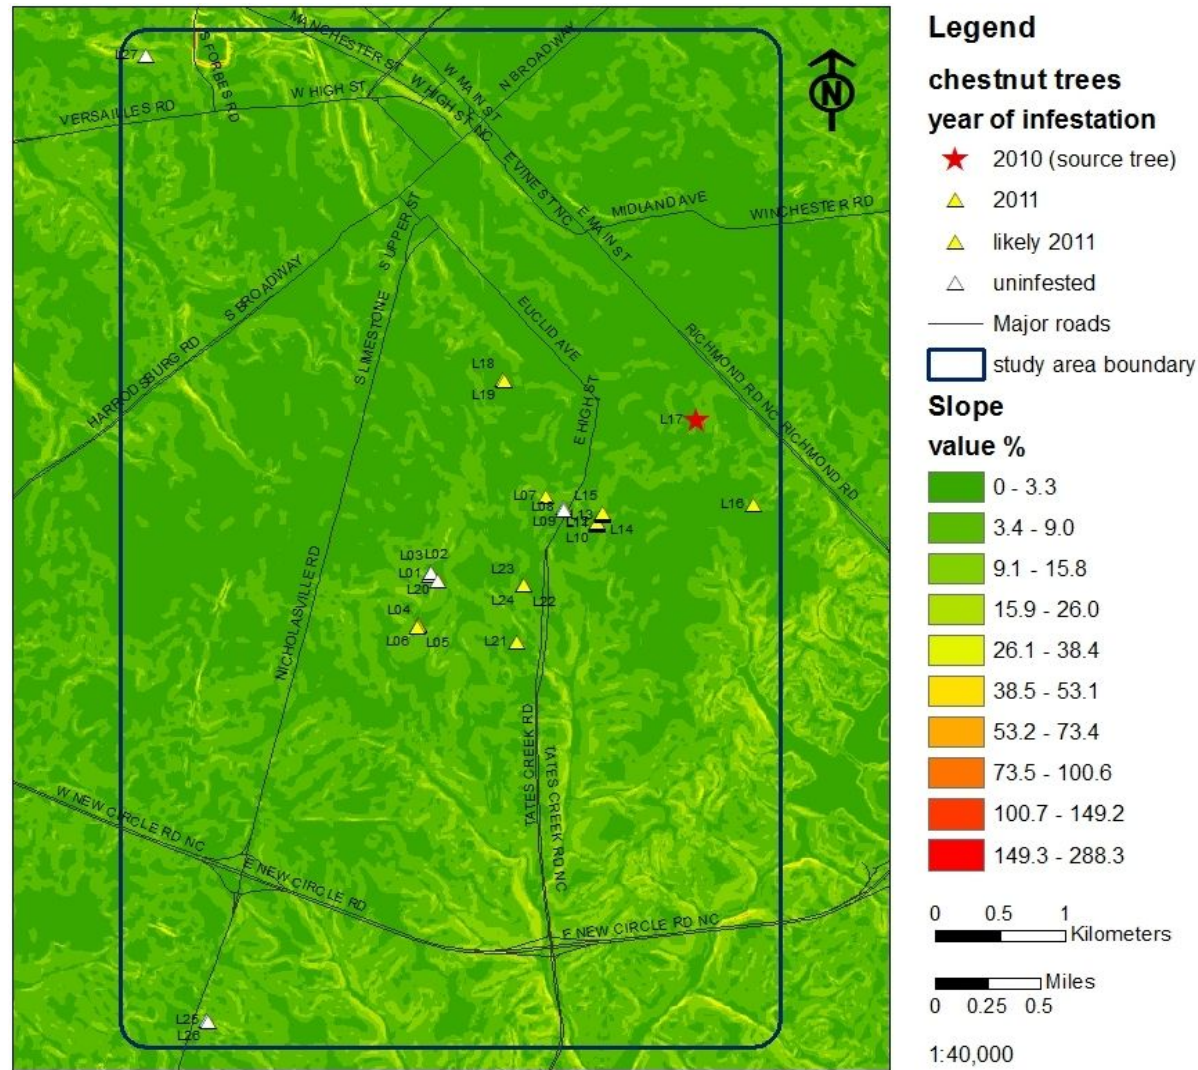 L27
S FORBES RD
MANCHESTER ST
W HIGH ST NC
W MAIN ST
N BROADWAY
N
VERSAILLES RD
W HIGH ST
E VINE ST NC
E MAIN ST
MIDLAND AVE
WINCHESTER RD
S UPPER ST
S BROADWAY
HARRODSBURG RD
S LIMESTONE
EUCLID AVE
RICHMOND RD NC
RICHMOND RD
L18
L19
E HIGH ST
L17
L07
L08
L09
L15
L13
L10
L14
L16
L03
L02
L01
L20
L23
L24
L22
L04
L06
L05
L21
NICHOLASVILLE RD
TATES CREEK RD
TATES CREEK RD NC
W NEW CIRCLE RD NC
E NEW CIRCLE RD
E NEW CIRCLE RD NC
L25
L26
Legend
chestnut trees
year of infestation
2010 (source tree)
2011
likely 2011
uninfested
Major roads
study area boundary
Slope
value %
0 - 3.3
3.4 - 9.0
9.1 - 15.8
15.9 - 26.0
26.1 - 38.4
38.5 - 53.1
53.2 - 73.4
73.5 - 100.6
100.7 - 149.2
149.3 - 288.3
0 0.5 1
Kilometers
Miles
0 0.25 0.5
1:40,000